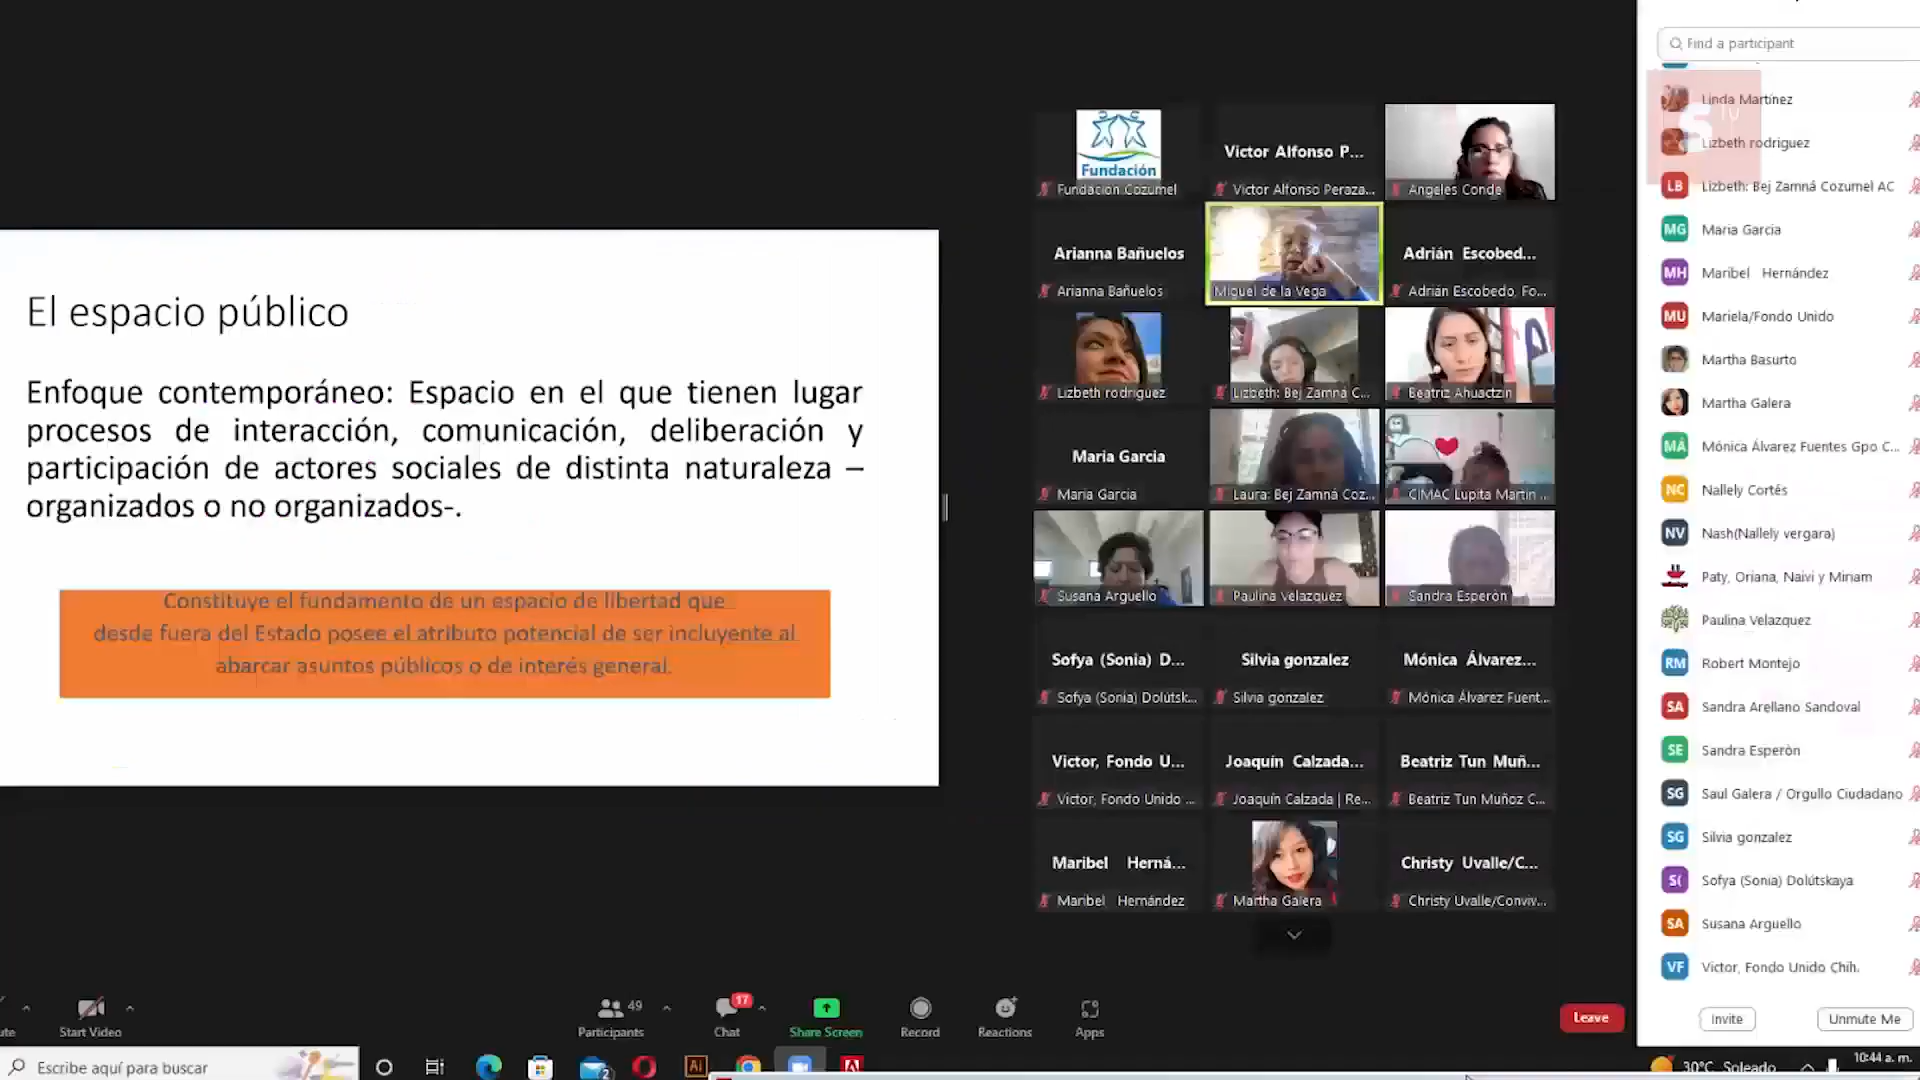 El espacio público
Enfoque contemporáneo: Espacio en el que tienen lugar
procesos de interacción, comunicación, deliberación y
participación de actores sociales de distinta naturaleza –
organizados o no organizados-.
Constituye el fundamento de un espacio de libertad que
desde fuera del Estado posee el atributo potencial de ser incluyente al
abarcar asuntos públicos o de interés general.
Fundación
Fundación Cozumel
Victor Alfonso P...
Victor Alfonso Peraza...
Angeles Conde
Arianna Bañuelos
Arianna Bañuelos
Miguel de la Vega
Adrián Escobed...
Adrián Escobedo, Fo...
Lizbeth rodriguez
Lizbeth: Bej Zamná C...
Beatriz Ahuactzin
Maria Garcia
Maria Garcia
Laura: Bej Zamná Coz...
CIMAC Lupita Martin ...
Susana Arguello
Paulina Velazquez
Sandra Esperòn
Sofya (Sonia) D...
Sofya (Sonia) Dolútsk...
Silvia gonzalez
Silvia gonzalez
Mónica Álvarez...
Mónica Álvarez Fuent...
Victor, Fondo U...
Victor, Fondo Unido ...
Joaquín Calzada...
Joaquín Calzada | Re...
Beatriz Tun Muñ...
Beatriz Tun Muñoz C...
Maribel Herná...
Maribel Hernández
Martha Galera
Christy Uvalle/C...
Christy Uvalle/Conviv...
Find a participant
Linda Martínez
S TV
Lizbeth rodriguez
LB Lizbeth: Bej Zamná Cozumel AC
MG Maria Garcia
MH Maribel Hernández
MU Mariela/Fondo Unido
Martha Basurto
Martha Galera
MÁ Mónica Álvarez Fuentes Gpo C...
NC Nallely Cortés
NV Nash(Nallely vergara)
Paty, Oriana, Naivi y Miriam
Paulina Velazquez
RM Robert Montejo
SA Sandra Arellano Sandoval
SE Sandra Esperòn
SG Saul Galera / Orgullo Ciudadano
SG Silvia gonzalez
S( Sofya (Sonia) Dolútskaya
SA Susana Arguello
VF Victor, Fondo Unido Chih.
Invite
Unmute Me
ute
Start Video
49
Participants
17
Chat
Share Screen
Record
Reactions
Apps
Leave
Escribe aquí para buscar
2
Ai
30°C Soleado
10:44 a. m.